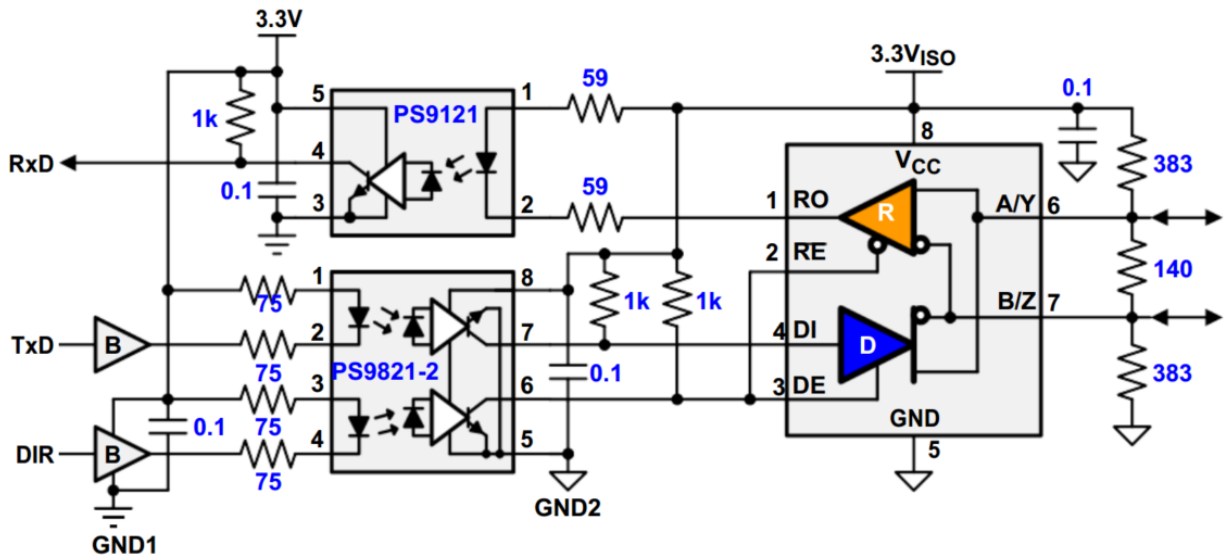 3.3V
3.3VISO
59
0.1
5
PS9121
1
8
1k
VCC
383
RxD
4
0.1
3
2
59
1
RO
R
A/Y
6
2
RE
140
1
8
75
1k
1k
B/Z
7
TxD
B
2
7
4
DI
D
75
PS9821-2
0.1
3
6
3
DE
383
0.1
75
GND
DIR
B
4
5
5
75
GND2
GND1